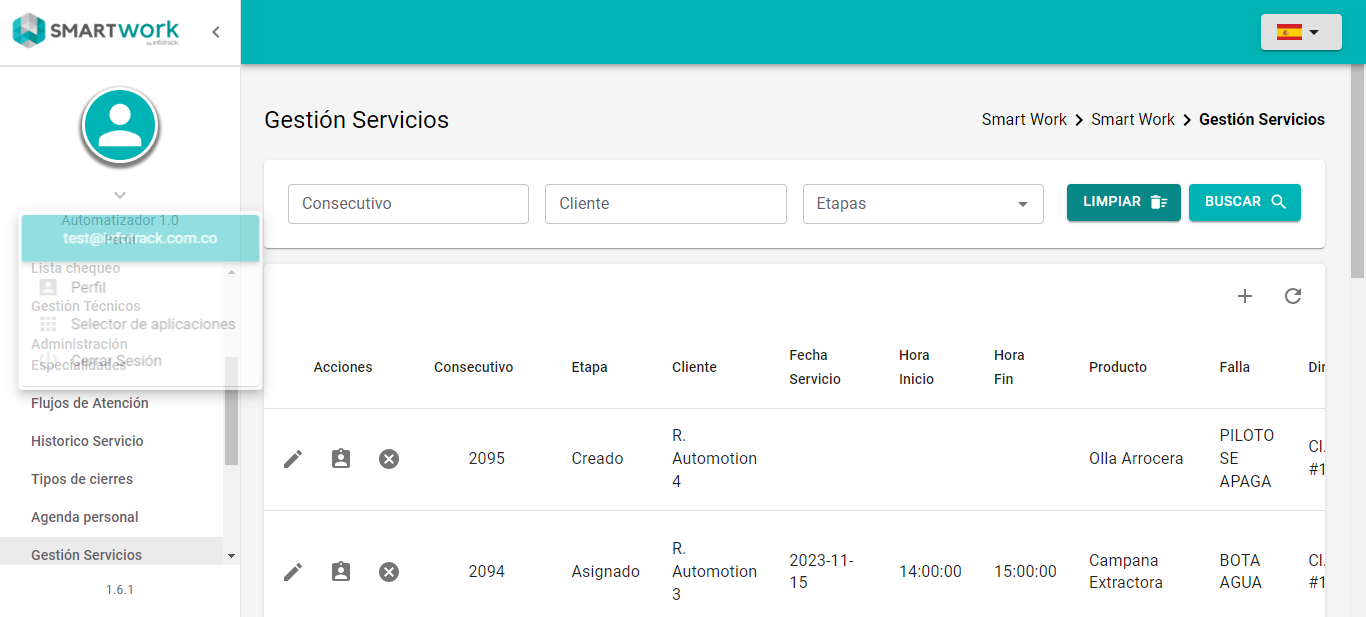 SMARTwork
by infotrack.
Gestión Servicios
Smart Work > Smart Work > Gestión Servicios
Consecutivo
Cliente
Etapas
LIMPIAR
BUSCAR
Automatizador 1.0
test@infotrack.com.co
Perfil
Lista chequeo
Perfil
Gestión Técnicos
Selector de aplicaciones
Administración
Cerrar Sesión
Especialidades
Flujos de Atención
Historico Servicio
Tipos de cierres
Agenda personal
Gestión Servicios
1.6.1
Acciones
Consecutivo
Etapa
Cliente
Fecha
Servicio
Hora
Inicio
Hora
Fin
Producto
Falla
Dir
2095
Creado
R.
Automotion
4
Olla Arrocera
PILOTO
SE
APAGA
Cl.
#1
2094
Asignado
R.
Automotion
3
2023-11-
15
14:00:00
15:00:00
Campana
Extractora
BOTA
AGUA
Cl.
#1